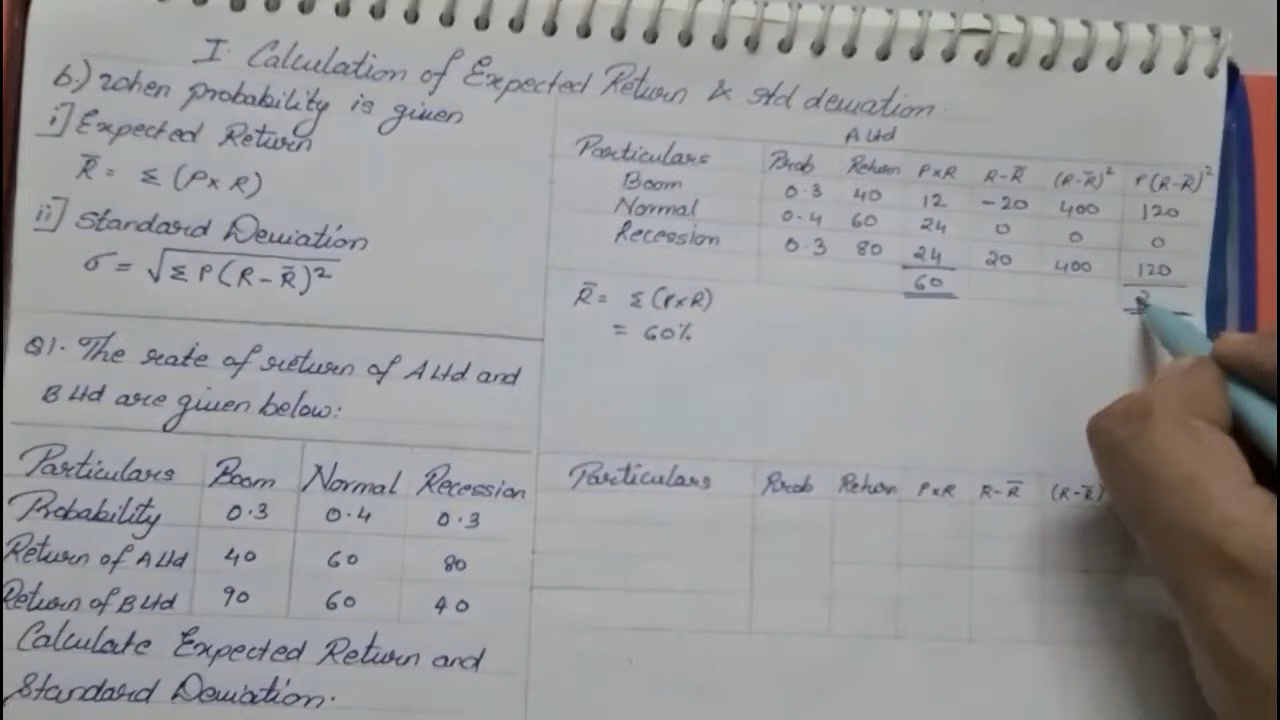 I. Calculation of Expected Return & std deviation
b.) When probability is given
i] Expected Return
R̄ = Σ (P×R)
ii] Standard Deviation
σ = √Σ P(R-R̄)²
Q1. The rate of return of A Ltd and
B Ltd are given below:
Particulars Boom Normal Recession
Probability 0.3 0.4 0.3
Return of A Ltd 40 60 80
Return of B Ltd 90 60 40
Calculate Expected Return and
Standard Deviation.
A Ltd
Particulars Prob Return P×R R-R̄ (R-R̄)² P(R-R̄)²
Boom 0.3 40 12 -20 400 120
Normal 0.4 60 24 0 0 0
Recession 0.3 80 24 20 400 120
60
R̄ = Σ (P×R)
= 60%
Particulars Prob Return P×R R-R̄ (R-R̄)